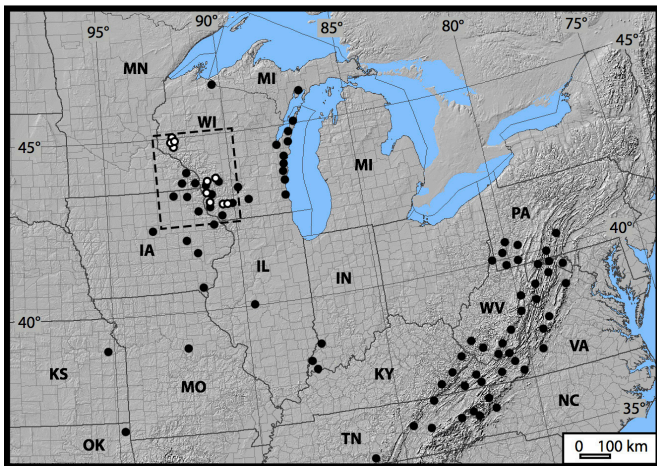 95° 90° 85° 80° 75°
45°
MN MI
WI
45°
MI
PA
40°
IA
IL IN
WV
40°
VA
KS MO KY
NC 35°
OK TN
0 100 km